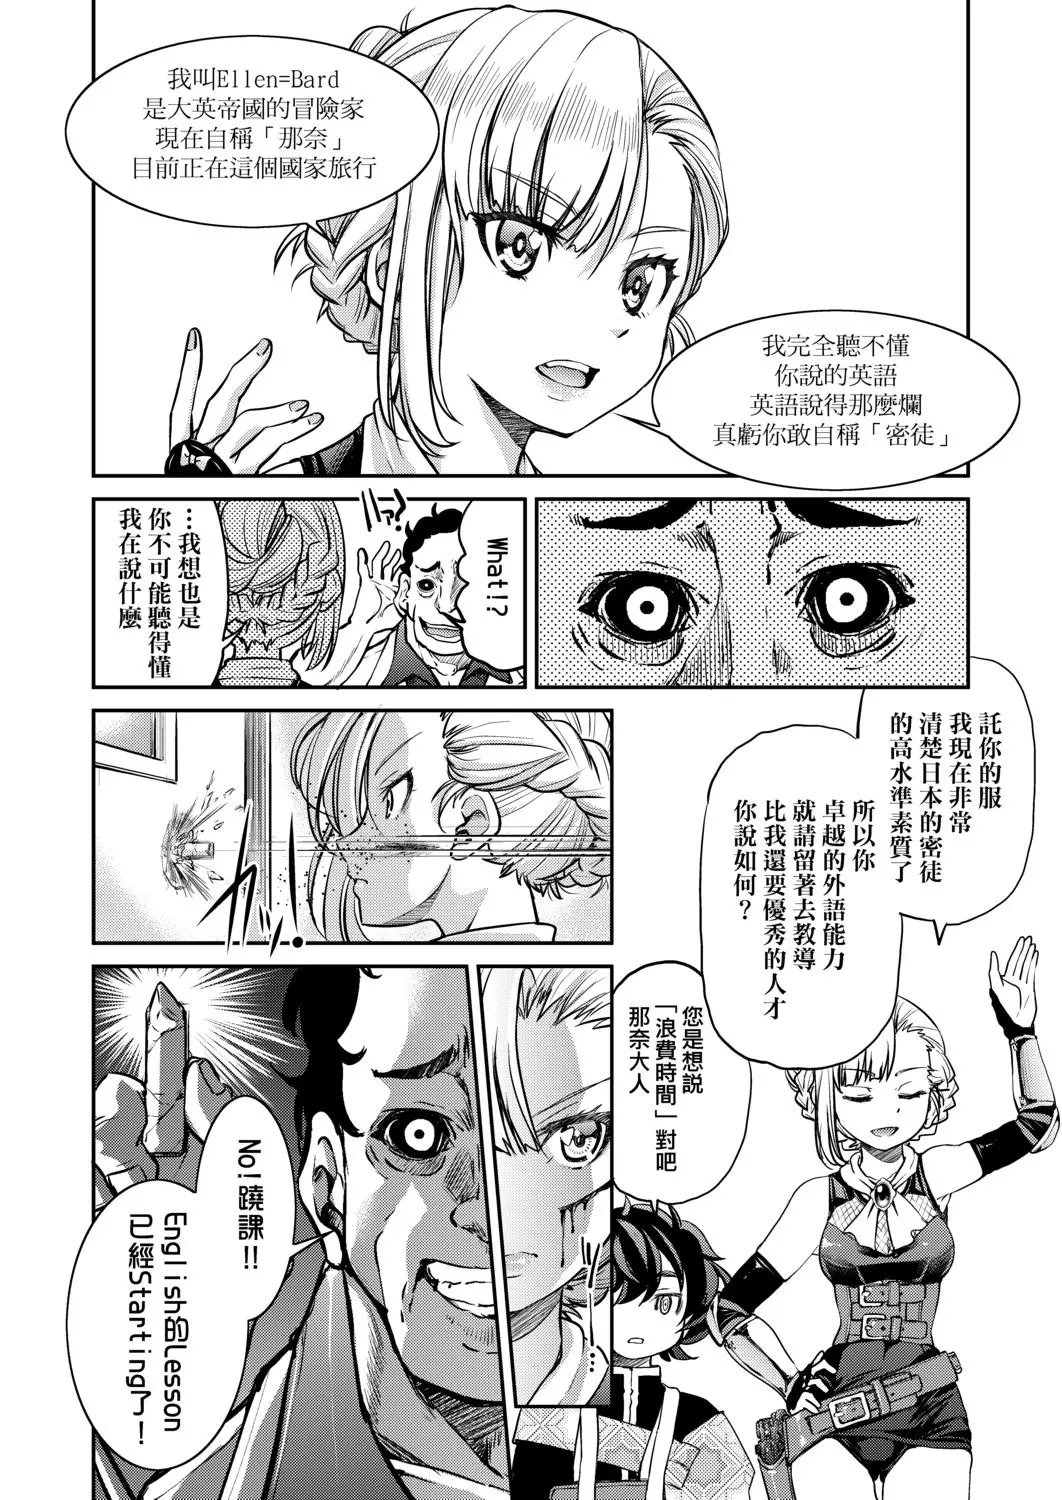 我叫Ellen=Bard
是大英帝國的冒險家
現在自稱「那奈」
目前正在這個國家旅行
我完全聽不懂
你說的英語
英語說得那麼爛
真虧你敢自稱「密徒」
What!?
ハァ?
…我想也是
你不可能聽得懂
我在說什麼
託你的服
我現在非常
清楚日本的密徒
的高水準素質了
所以你
卓越的外語能力
就請留著去教導
比我還要優秀的人才
你說如何？
您是想說
「浪費時間」對吧
那奈大人
…
No!蹺課!!
English的Lesson
已經Starting了！